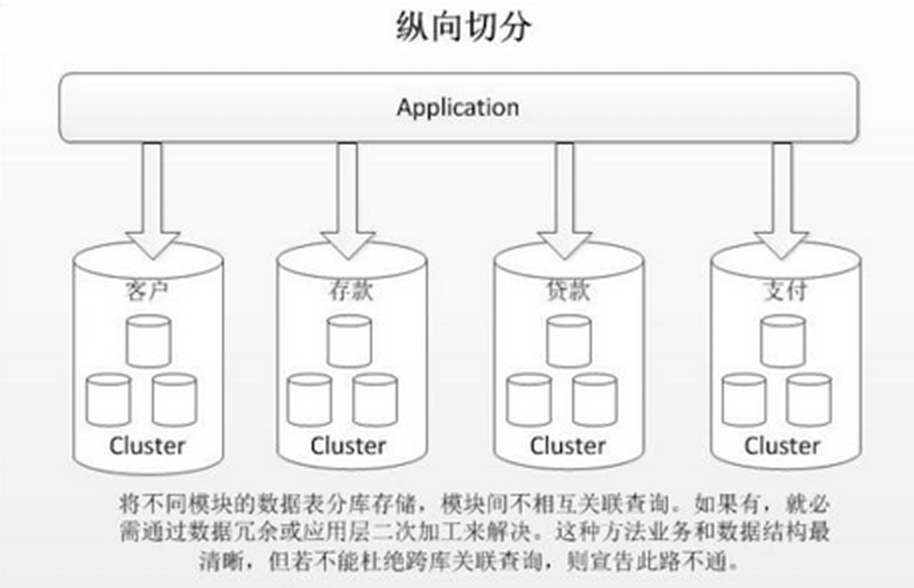 纵向切分
Application
客户
存款
贷款
支付
Cluster
Cluster
Cluster
Cluster
将不同模块的数据表分库存储，模块间不相互关联查询。如果有，就必
需通过数据冗余或应用层二次加工来解决。这种方法业务和数据结构最
清晰，但若不能杜绝跨库关联查询，则宣告此路不通。